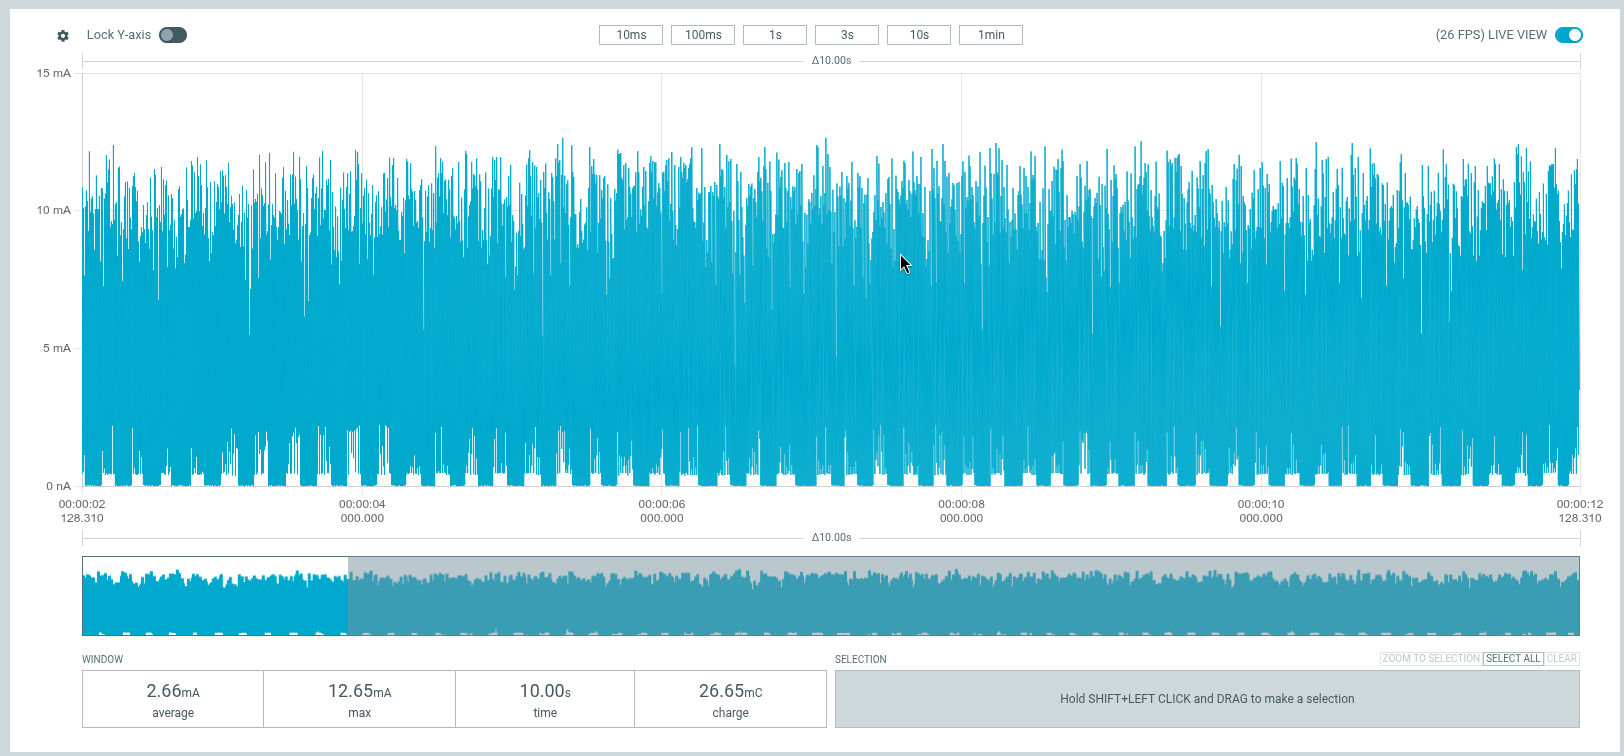 Lock Y-axis 10ms 100ms 1s 3s 10s 1min (26 FPS) LIVE VIEW
Δ10.00s
15 mA
10 mA
5 mA
0 nA
00:00:02 00:00:04 00:00:06 00:00:08 00:00:10 00:00:12
128.310 000.000 000.000 000.000 000.000 128.310
Δ10.00s
WINDOW SELECTION ZOOM TO SELECTION SELECT ALL CLEAR
2.66mA 12.65mA 10.00s 26.65mC
average max time charge
Hold SHIFT+LEFT CLICK and DRAG to make a selection